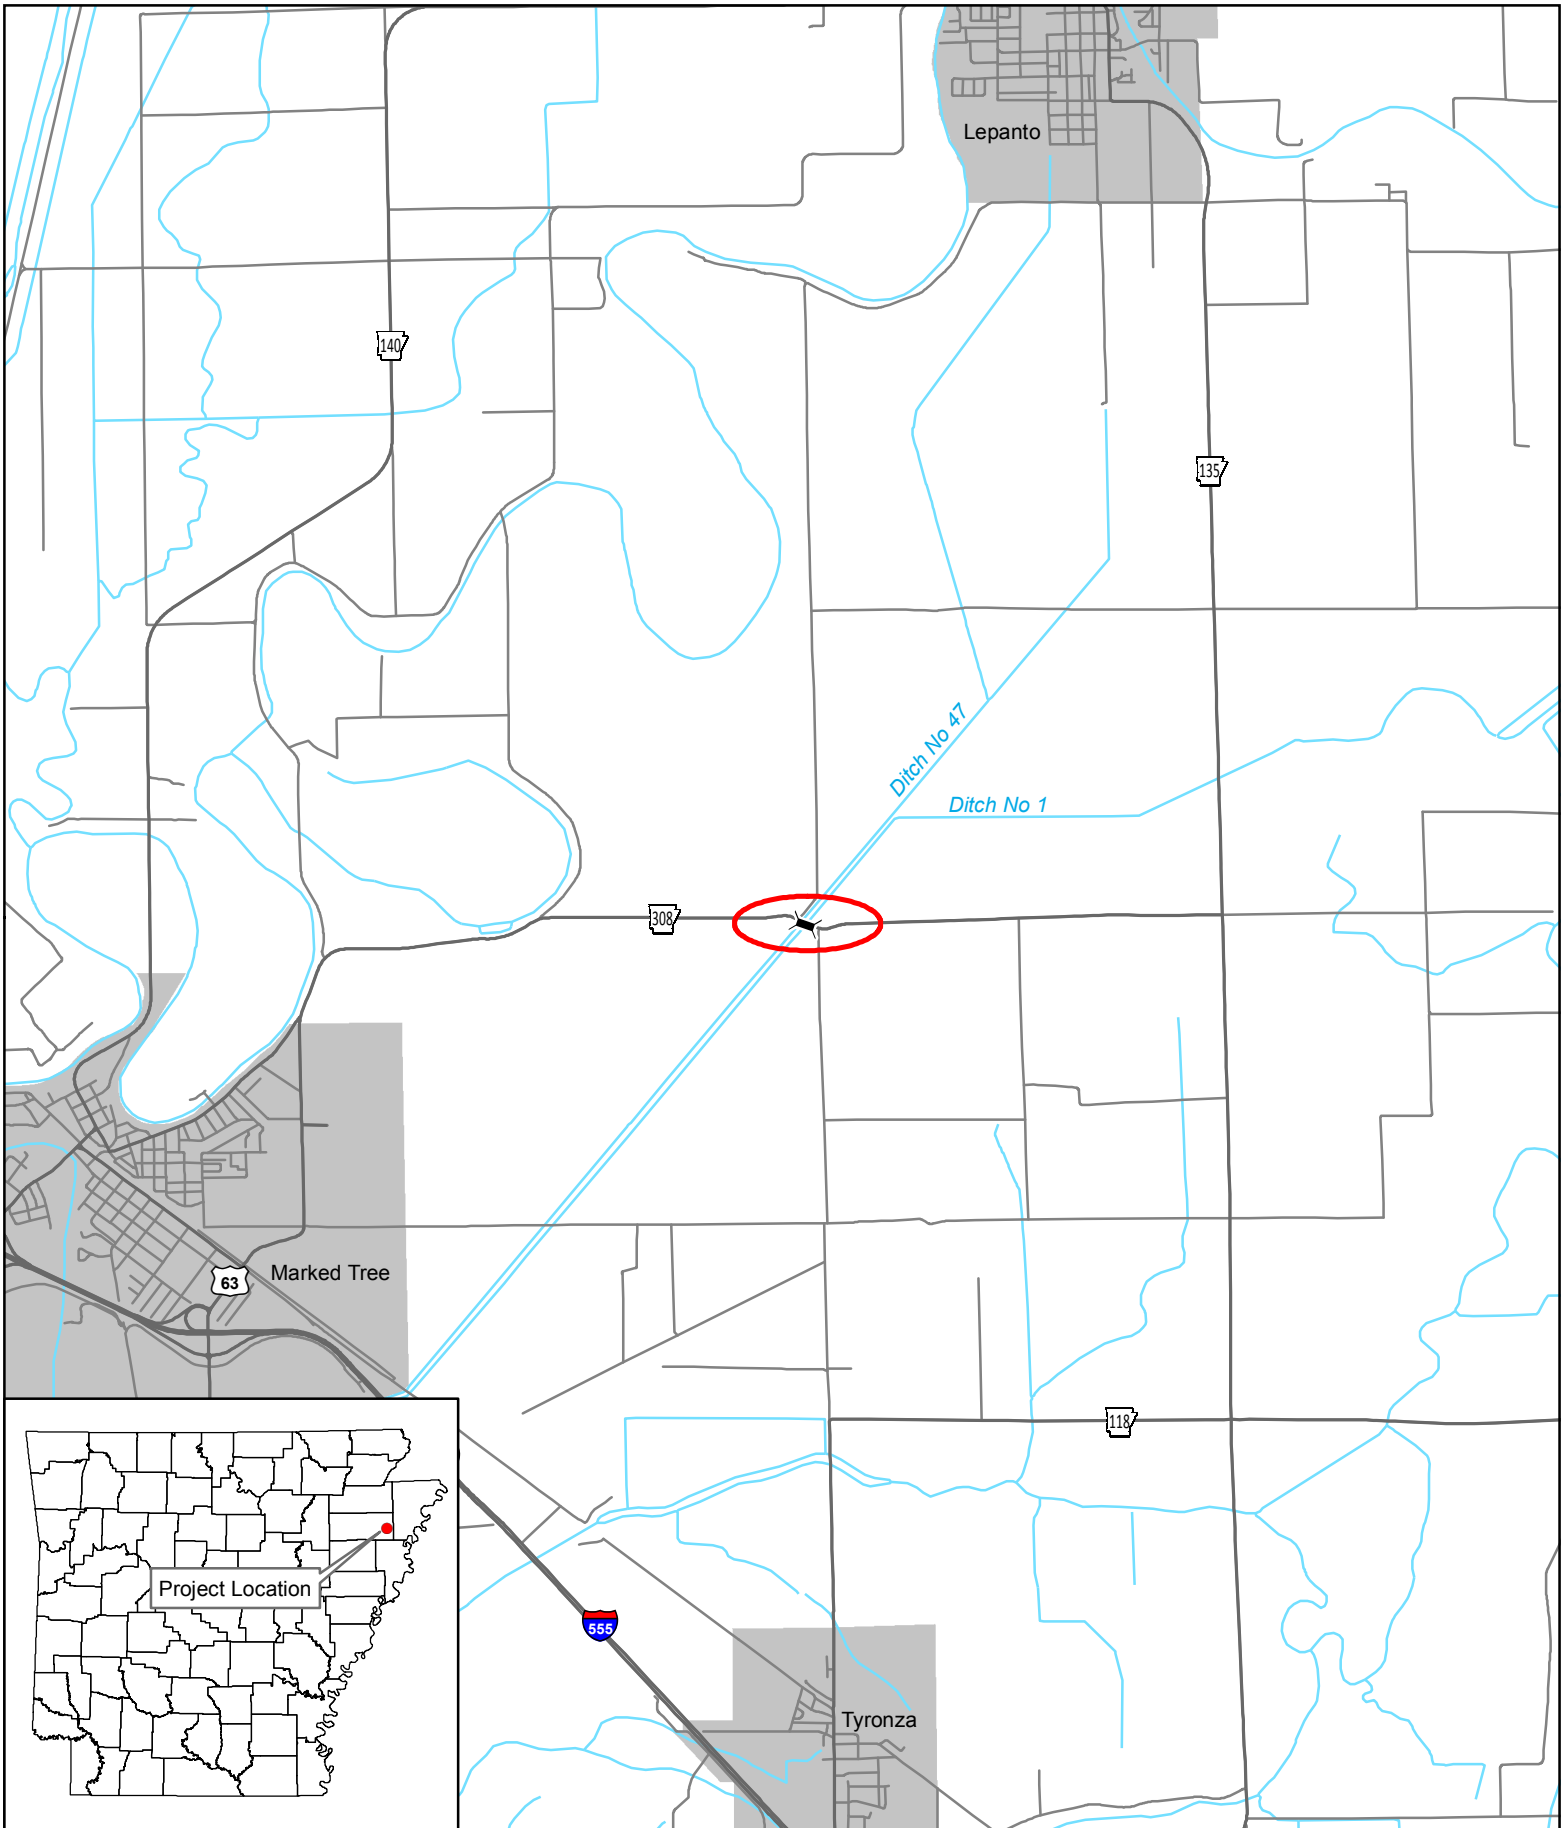 Lepanto
140
135
Ditch No 47
Ditch No 1
308
63
Marked Tree
118
Project Location
555
Tyronza